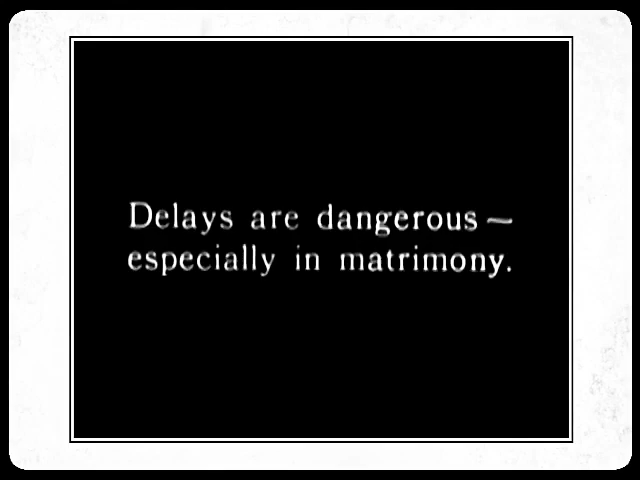 Delays are dangerous —
especially in matrimony.